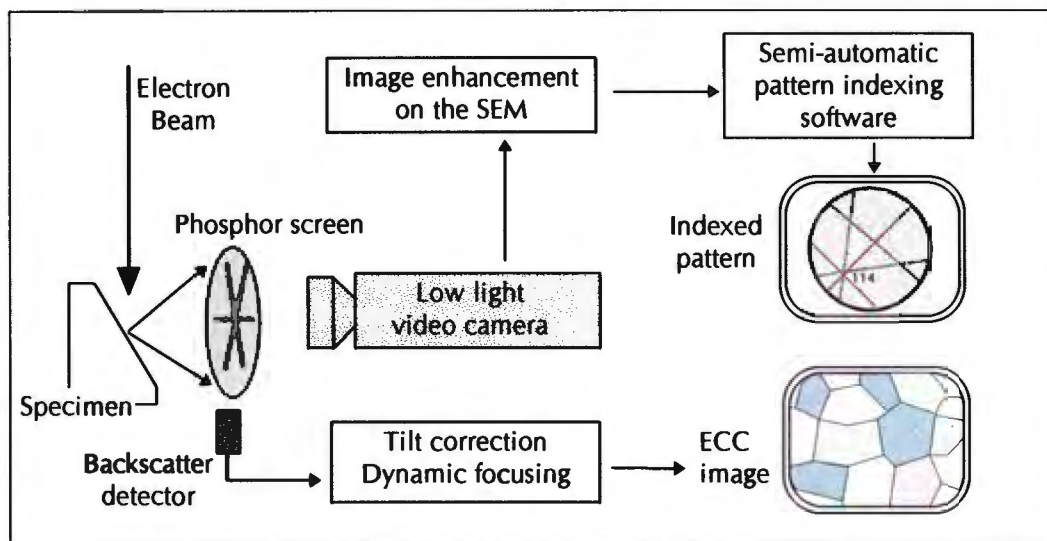 Electron
Beam
Image enhancement
on the SEM
Semi-automatic
pattern indexing
software
Phosphor screen
Indexed
pattern
114
Low light
video camera
Specimen
Backscatter
detector
Tilt correction
Dynamic focusing
ECC
image